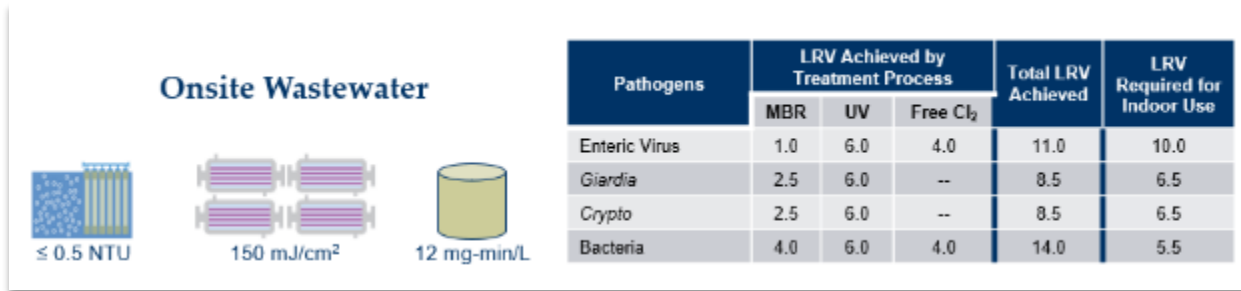 Onsite Wastewater
≤ 0.5 NTU
150 mJ/cm²
12 mg-min/L
Pathogens
LRV Achieved by
Treatment Process
Total LRV
Achieved
LRV
Required for
Indoor Use
MBR UV Free Cl₂
Enteric Virus 1.0 6.0 4.0 11.0 10.0
Giardia 2.5 6.0 -- 8.5 6.5
Crypto 2.5 6.0 -- 8.5 6.5
Bacteria 4.0 6.0 4.0 14.0 5.5